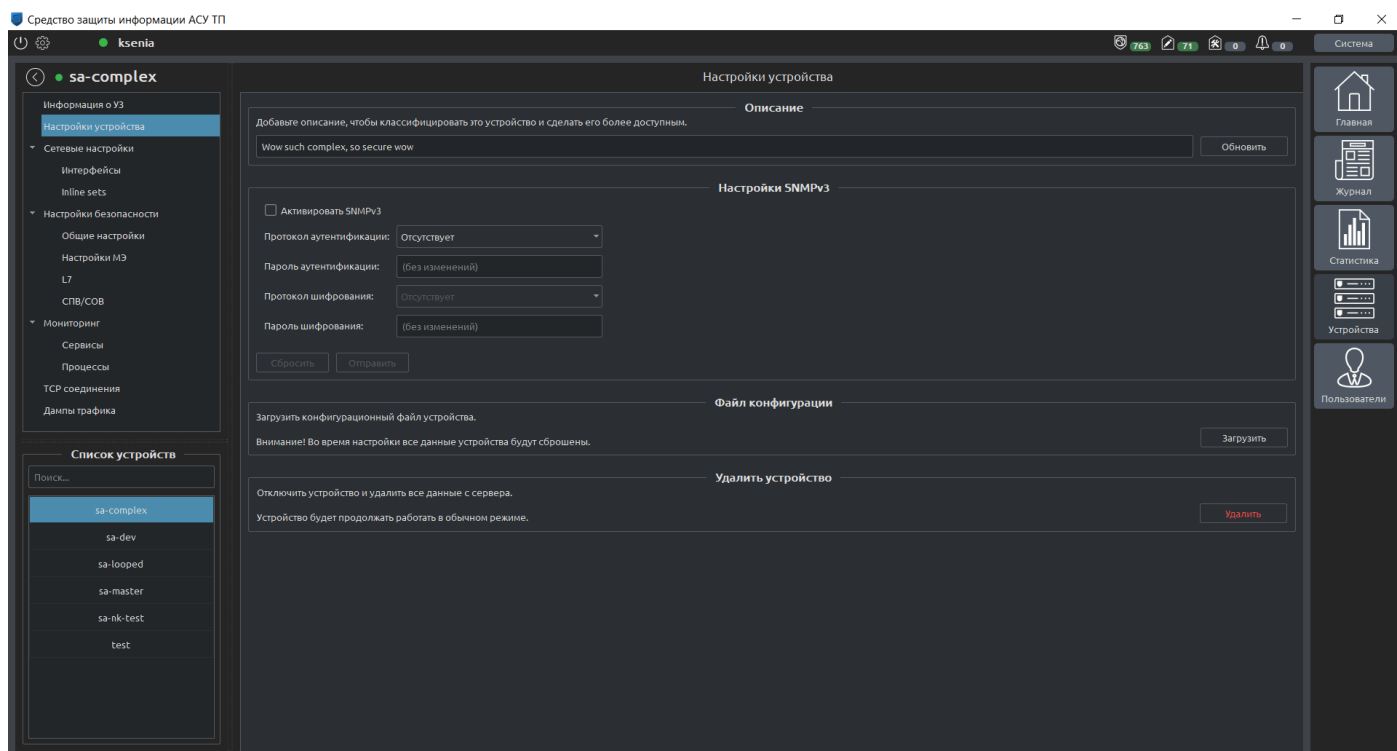 Средство защиты информации АСУ ТП
ksenia
763 71 0 0
Система
sa-complex
Информация о УЗ
Настройки устройства
Сетевые настройки
Интерфейсы
Inline sets
Настройки безопасности
Общие настройки
Настройки МЭ
L7
СПВ/СОВ
Мониторинг
Сервисы
Процессы
TCP соединения
Дампы трафика
Список устройств
Поиск...
sa-complex
sa-dev
sa-looped
sa-master
sa-nk-test
test
Настройки устройства
Описание
Добавьте описание, чтобы классифицировать это устройство и сделать его более доступным.
Wow such complex, so secure wow
Обновить
Настройки SNMPv3
Активировать SNMPv3
Протокол аутентификации: Отсутствует
Пароль аутентификации: (без изменений)
Протокол шифрования: Отсутствует
Пароль шифрования: (без изменений)
Сбросить Отправить
Файл конфигурации
Загрузить конфигурационный файл устройства.
Внимание! Во время настройки все данные устройства будут сброшены.
Загрузить
Удалить устройство
Отключить устройство и удалить все данные с сервера.
Устройство будет продолжать работать в обычном режиме.
Удалить
Главная
Журнал
Статистика
Устройства
Пользователи